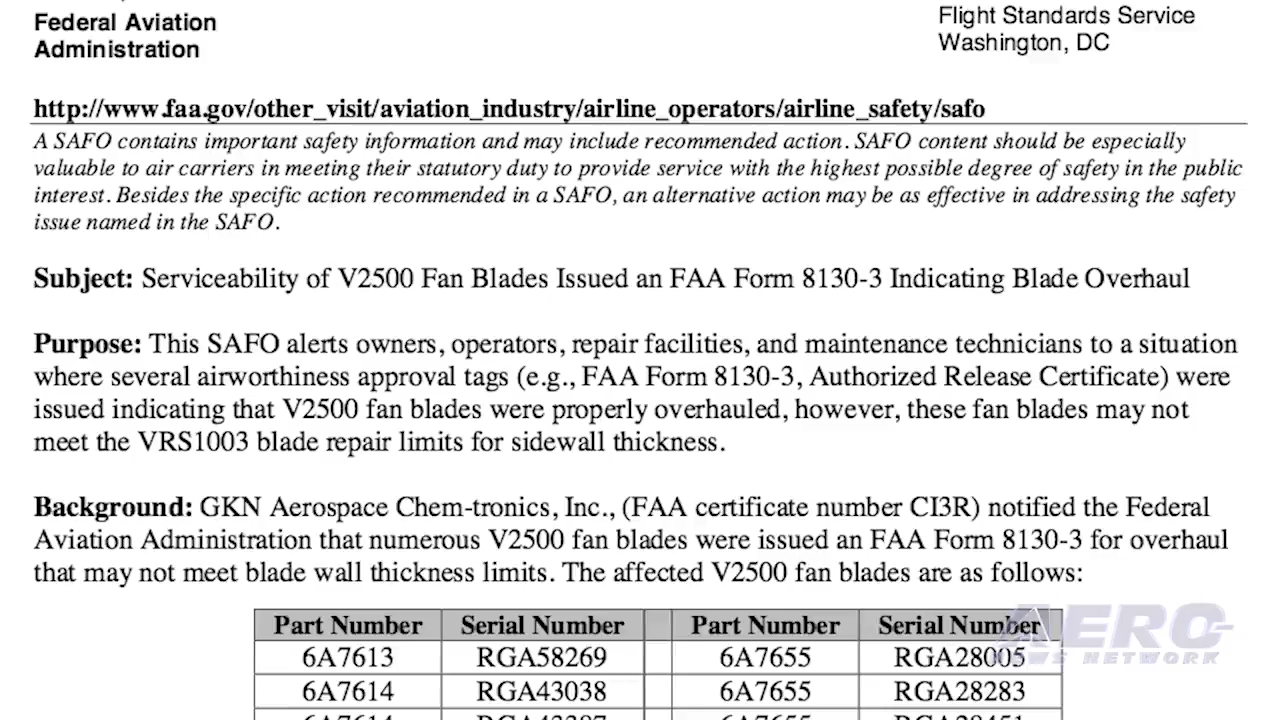 Federal Aviation
Administration
Flight Standards Service
Washington, DC
http://www.faa.gov/other_visit/aviation_industry/airline_operators/airline_safety/safo
A SAFO contains important safety information and may include recommended action. SAFO content should be especially
valuable to air carriers in meeting their statutory duty to provide service with the highest possible degree of safety in the public
interest. Besides the specific action recommended in a SAFO, an alternative action may be as effective in addressing the safety
issue named in the SAFO.
Subject: Serviceability of V2500 Fan Blades Issued an FAA Form 8130-3 Indicating Blade Overhaul
Purpose: This SAFO alerts owners, operators, repair facilities, and maintenance technicians to a situation
where several airworthiness approval tags (e.g., FAA Form 8130-3, Authorized Release Certificate) were
issued indicating that V2500 fan blades were properly overhauled, however, these fan blades may not
meet the VRS1003 blade repair limits for sidewall thickness.
Background: GKN Aerospace Chem-tronics, Inc., (FAA certificate number CI3R) notified the Federal
Aviation Administration that numerous V2500 fan blades were issued an FAA Form 8130-3 for overhaul
that may not meet blade wall thickness limits. The affected V2500 fan blades are as follows:
Part Number Serial Number Part Number Serial Number
6A7613 RGA58269 6A7655 RGA28005
6A7614 RGA43038 6A7655 RGA28283
AERO
NEWS NETWORK